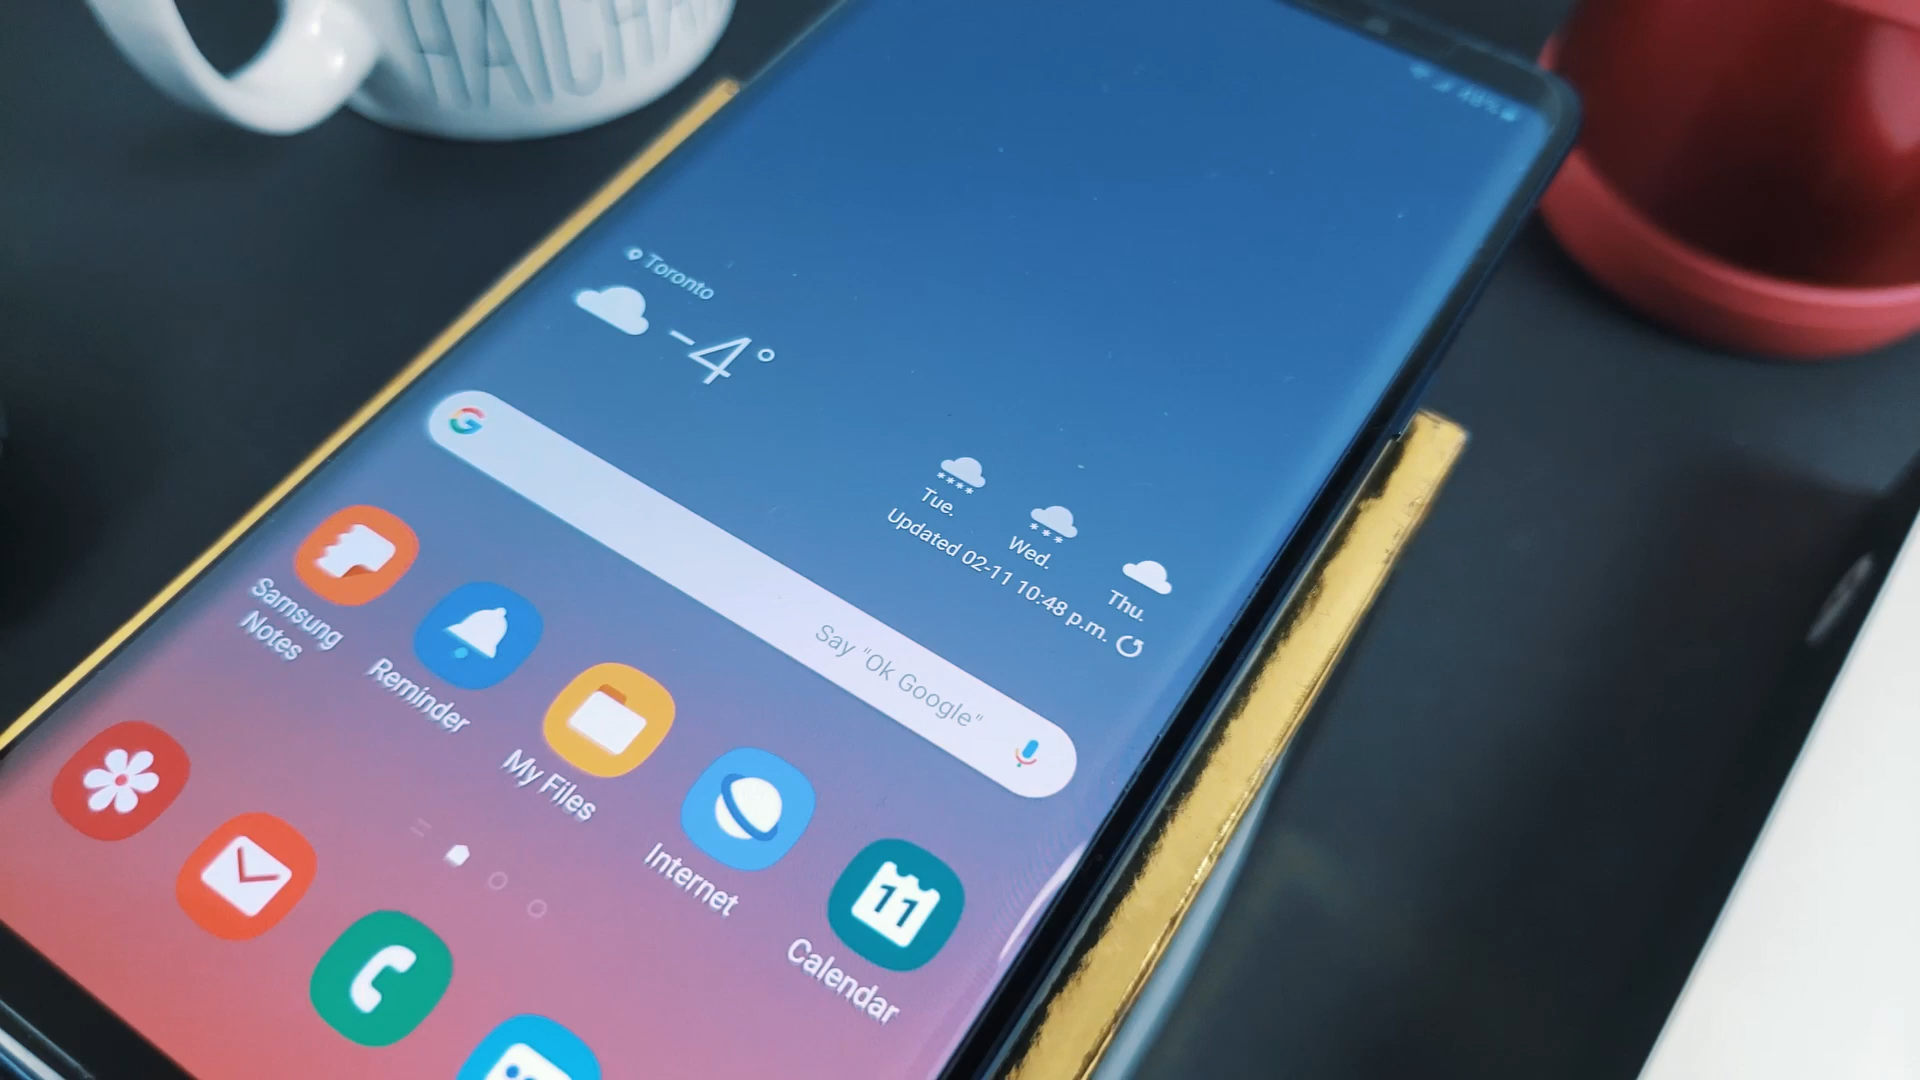 Toronto
-4°
Tue. Wed. Thu.
Updated 02-11 10:48 p.m.
Say "Ok Google"
Samsung
Notes
Reminder
My Files
Internet
Calendar
11